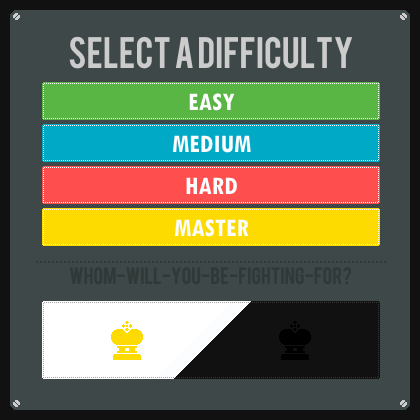 SELECT A DIFFICULTY
EASY
MEDIUM
HARD
MASTER
WHOM-WILL-YOU-BE-FIGHTING-FOR?